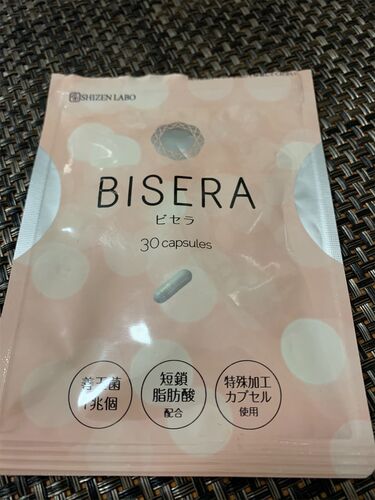 SHIZEN LABO
BISERA
ビセラ
30 capsules
善玉菌
1兆個
短鎖
脂肪酸
配合
特殊加工
カプセル
使用